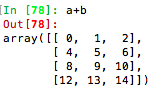 In [78]: a+b
Out[78]:
array([[ 0,  1,  2],
       [ 4,  5,  6],
       [ 8,  9, 10],
       [12, 13, 14]])